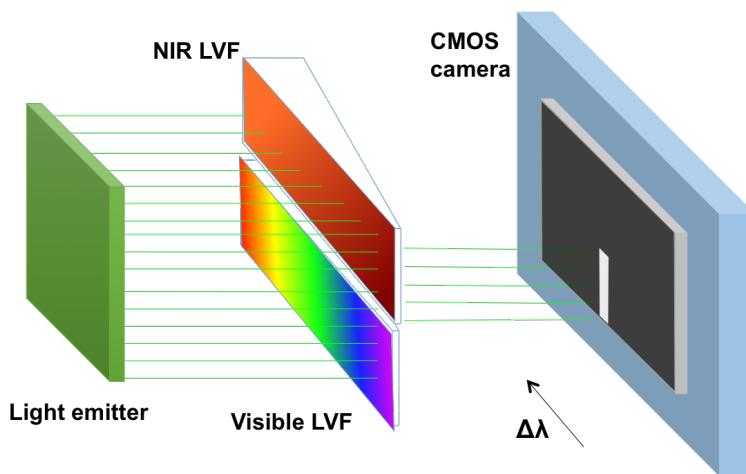 NIR LVF
CMOS
camera
Light emitter
Visible LVF
Δλ